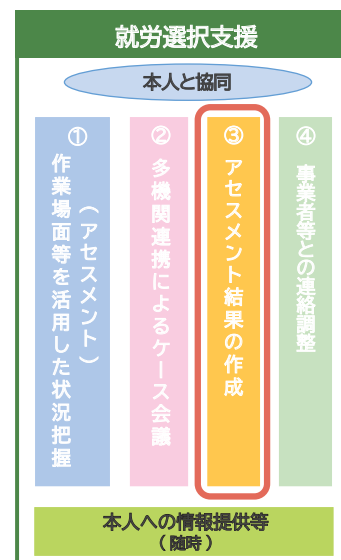 就労選択支援
本人と協同
①
作業場面等を活用した状況把握
（アセスメント）
②
多機関連携によるケース会議
③
アセスメント結果の作成
④
事業者等との連絡調整
本人への情報提供等
（随時）